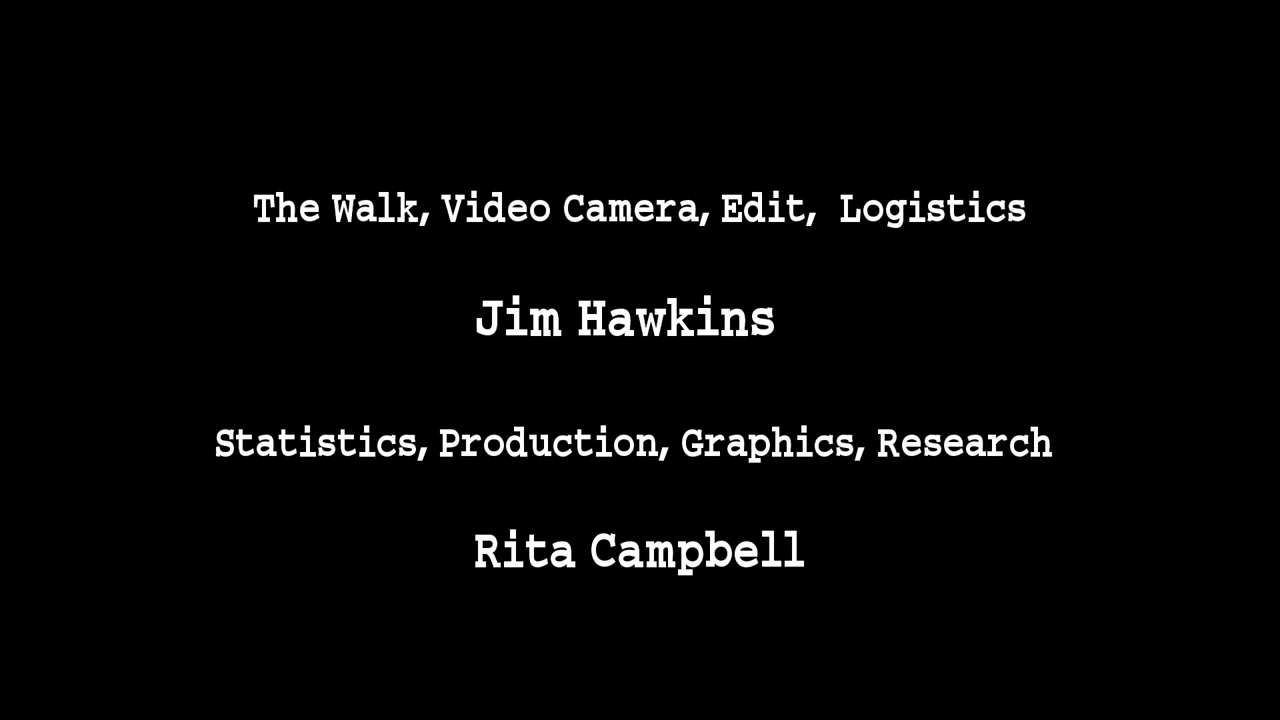 The Walk, Video Camera, Edit, Logistics
Jim Hawkins
Statistics, Production, Graphics, Research
Rita Campbell